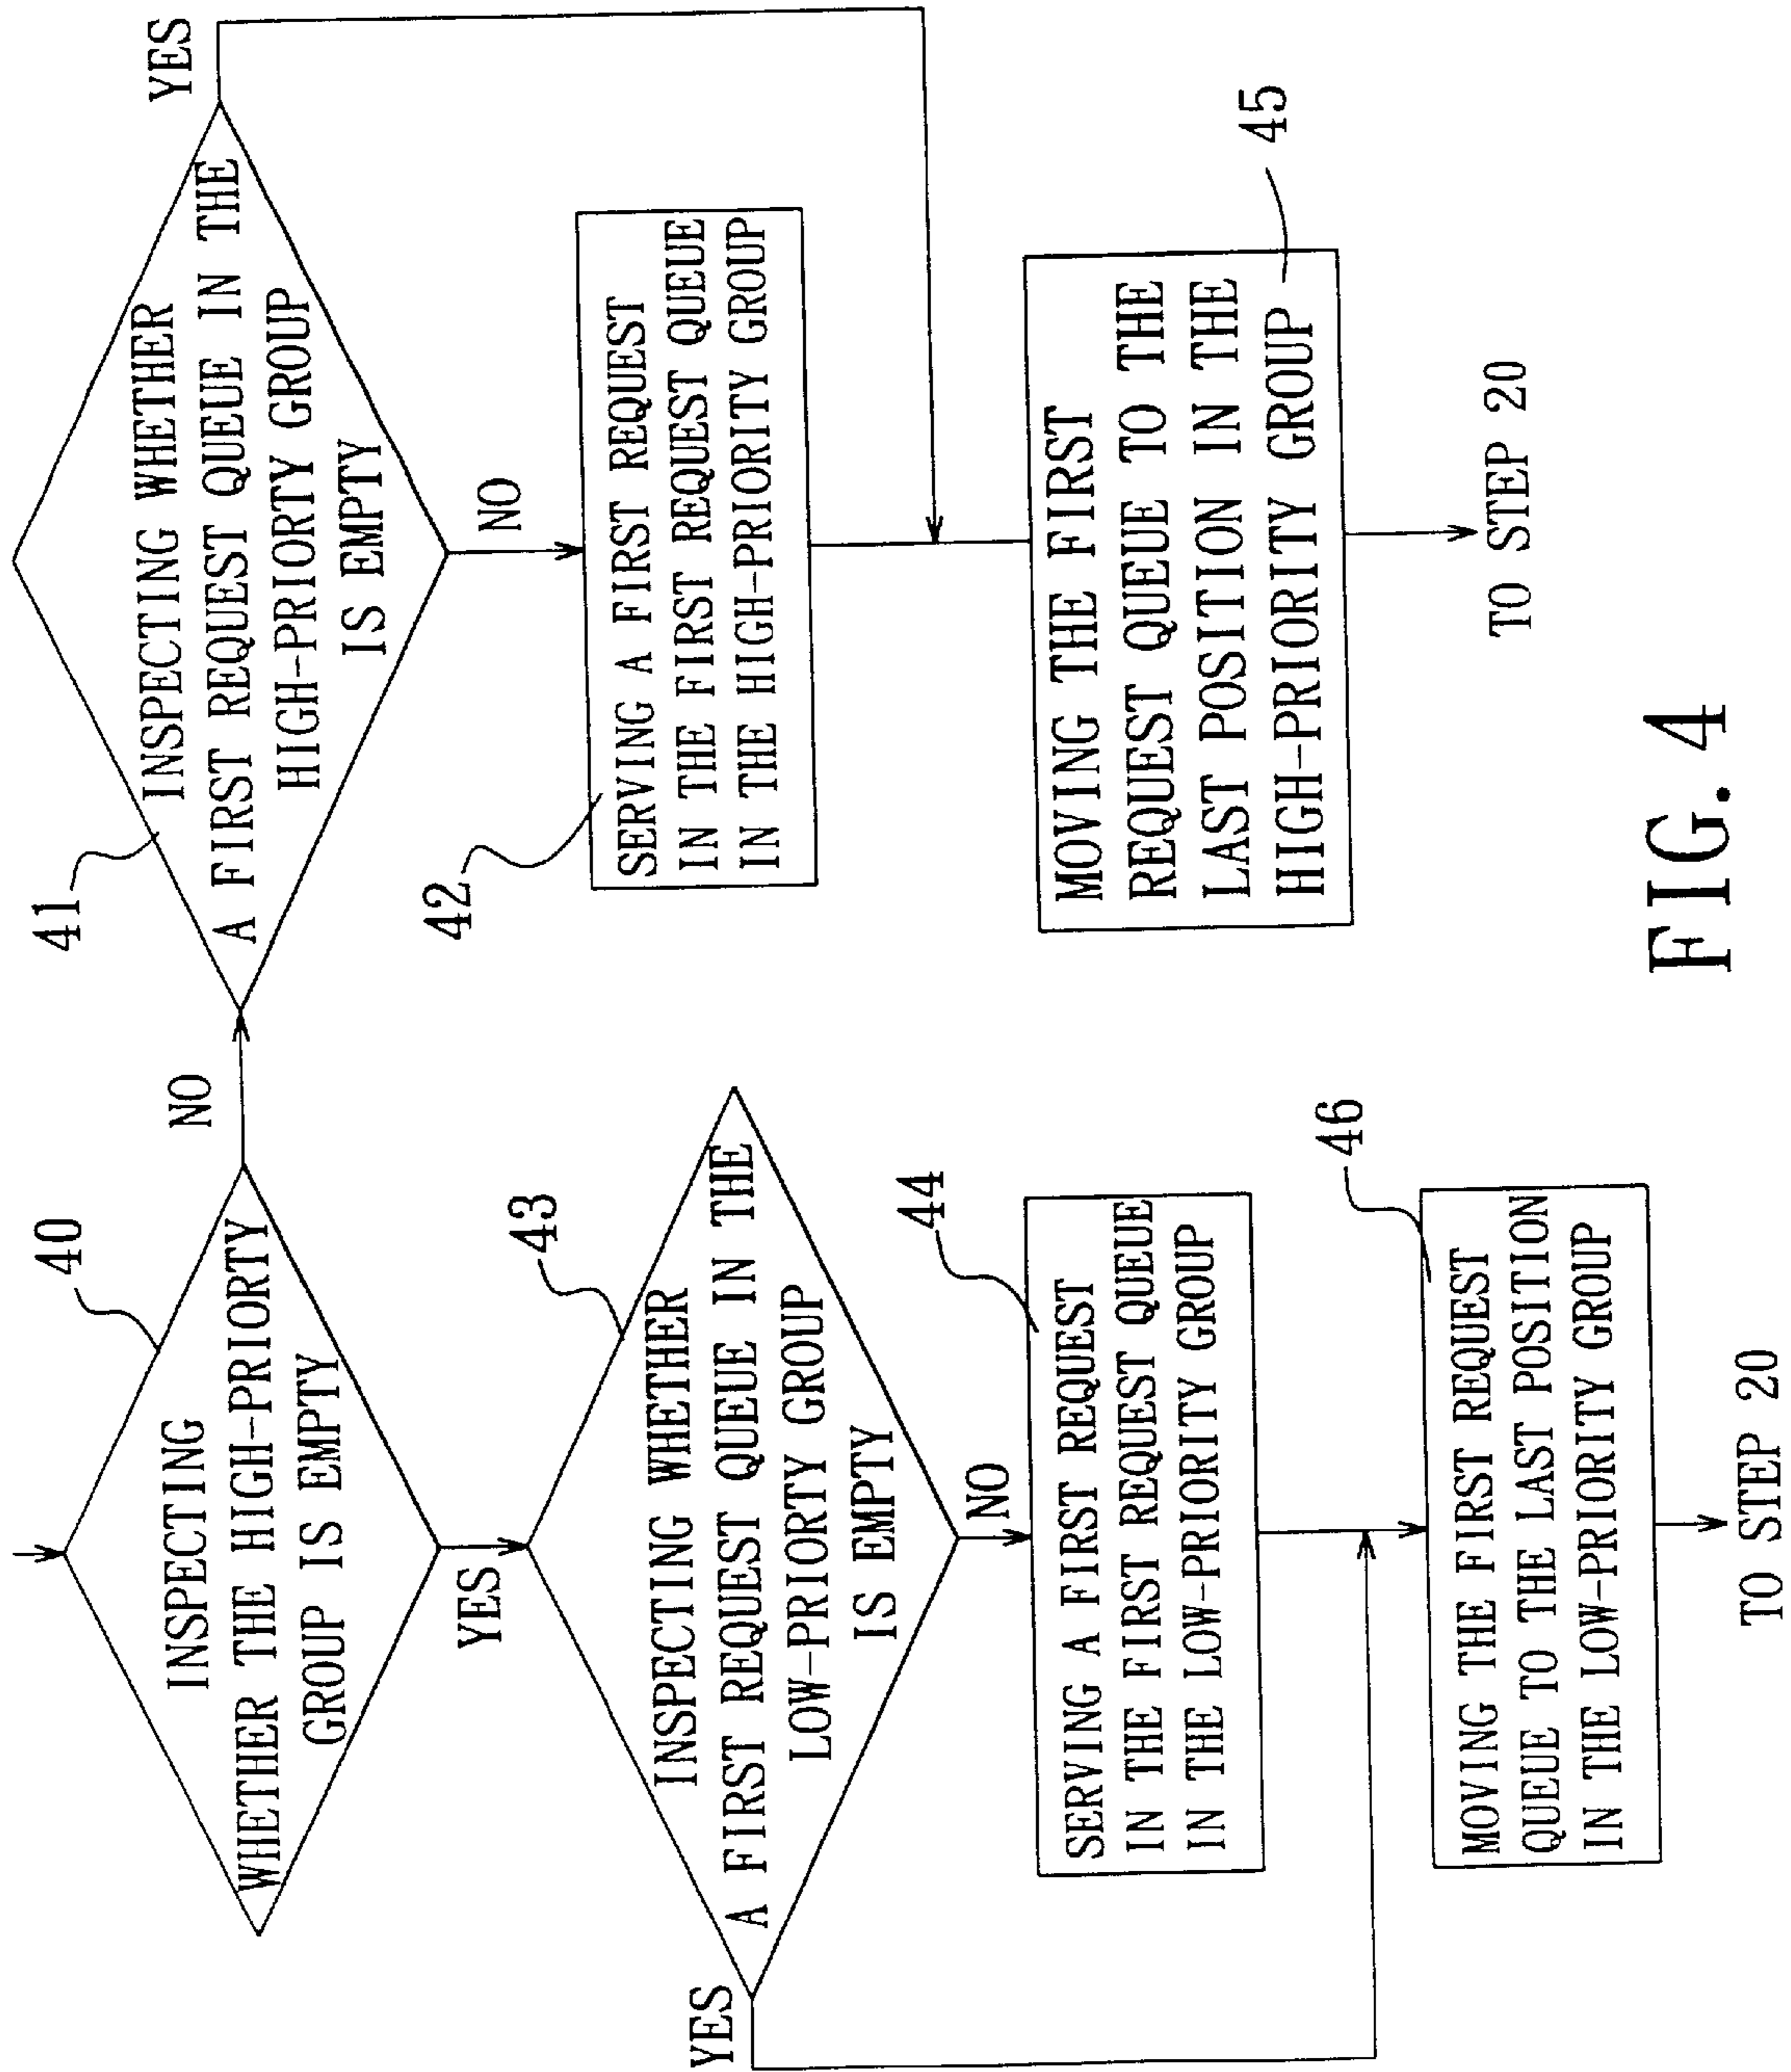 40
INSPECTING
WHETHER THE HIGH-PRIORTY
GROUP IS EMPTY
NO
YES
41
INSPECTING WHETHER
A FIRST REQUEST QUEUE IN THE
HIGH-PRIORTY GROUP
IS EMPTY
YES
NO
42
SERVING A FIRST REQUEST
IN THE FIRST REQUEST QUEUE
IN THE HIGH-PRIORITY GROUP
MOVING THE FIRST
REQUEST QUEUE TO THE
LAST POSITION IN THE
HIGH-PRIORITY GROUP
45
TO STEP 20
43
INSPECTING WHETHER
A FIRST REQUEST QUEUE IN THE
LOW-PRIORTY GROUP
IS EMPTY
YES
NO
44
SERVING A FIRST REQUEST
IN THE FIRST REQUEST QUEUE
IN THE LOW-PRIORITY GROUP
46
MOVING THE FIRST REQUEST
QUEUE TO THE LAST POSITION
IN THE LOW-PRIORITY GROUP
TO STEP 20
FIG. 4